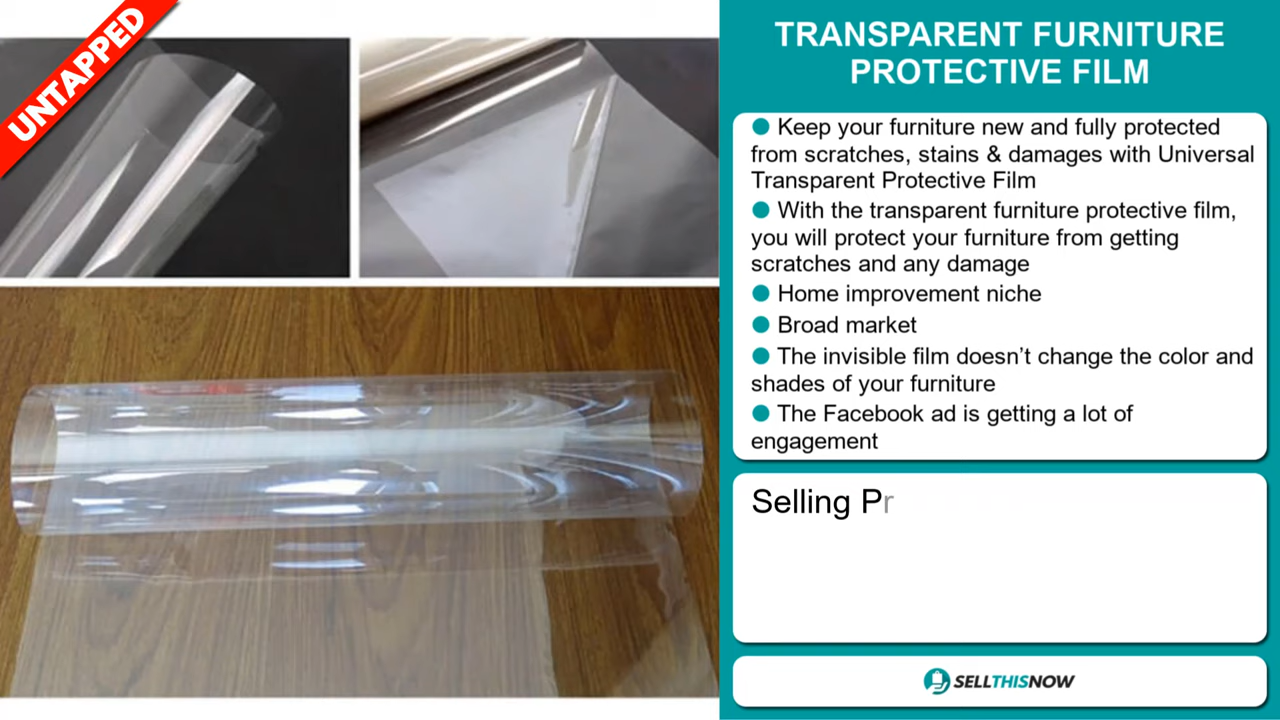 UNTAPPED
TRANSPARENT FURNITURE
PROTECTIVE FILM
● Keep your furniture new and fully protected
from scratches, stains & damages with Universal
Transparent Protective Film
● With the transparent furniture protective film,
you will protect your furniture from getting
scratches and any damage
● Home improvement niche
● Broad market
● The invisible film doesn’t change the color and
shades of your furniture
● The Facebook ad is getting a lot of
engagement
Selling Pr
SELLTHISNOW